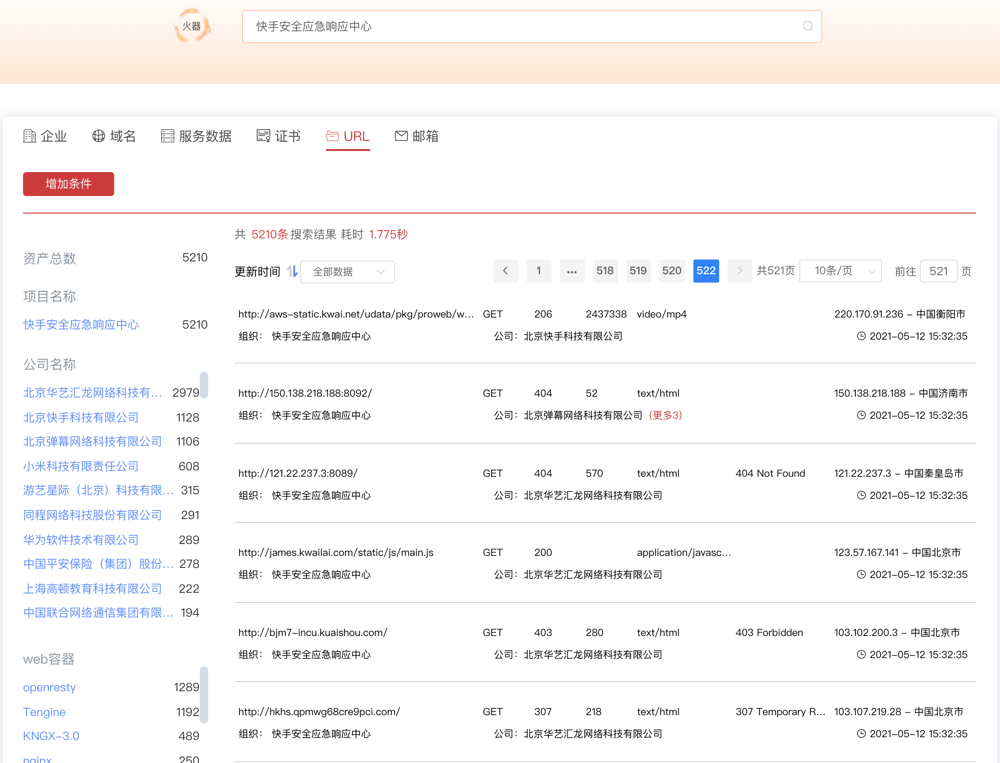 火器
快手安全应急响应中心
企业 域名 服务数据 证书 URL 邮箱
增加条件
共 5210条 搜索结果 耗时 1.775秒
资产总数 5210
更新时间 全部数据 1 ... 518 519 520 522 共521页 10条/页 前往 521 页
项目名称
快手安全应急响应中心 5210
公司名称
北京华艺汇龙网络科技有... 2979
北京快手科技有限公司 1128
北京弹幕网络科技有限公司 1106
小米科技有限责任公司 608
游艺星际（北京）科技有限... 315
同程网络科技股份有限公司 291
华为软件技术有限公司 289
中国平安保险（集团）股份... 278
上海高顿教育科技有限公司 222
中国联合网络通信集团有限... 194
web容器
openresty 1289
Tengine 1192
KNGX-3.0 489
nginx 250
http://aws-static.kwai.net/udata/pkg/proweb/w... GET 206 2437338 video/mp4 220.170.91.236 - 中国衡阳市
组织： 快手安全应急响应中心 公司：北京快手科技有限公司 2021-05-12 15:32:35
http://150.138.218.188:8092/ GET 404 52 text/html 150.138.218.188 - 中国济南市
组织： 快手安全应急响应中心 公司：北京弹幕网络科技有限公司（更多3） 2021-05-12 15:32:35
http://121.22.237.3:8089/ GET 404 570 text/html 404 Not Found 121.22.237.3 - 中国秦皇岛市
组织： 快手安全应急响应中心 公司：北京华艺汇龙网络科技有限公司 2021-05-12 15:32:35
http://james.kwailai.com/static/js/main.js GET 200 application/javasc... 123.57.167.141 - 中国北京市
组织： 快手安全应急响应中心 公司：北京华艺汇龙网络科技有限公司 2021-05-12 15:32:35
http://bjm7-incu.kuaishou.com/ GET 403 280 text/html 403 Forbidden 103.102.200.3 - 中国北京市
组织： 快手安全应急响应中心 公司：北京华艺汇龙网络科技有限公司 2021-05-12 15:32:35
http://hkhs.qpmwg68cre9pci.com/ GET 307 218 text/html 307 Temporary R... 103.107.219.28 - 中国北京市
组织： 快手安全应急响应中心 公司：北京华艺汇龙网络科技有限公司 2021-05-12 15:32:35